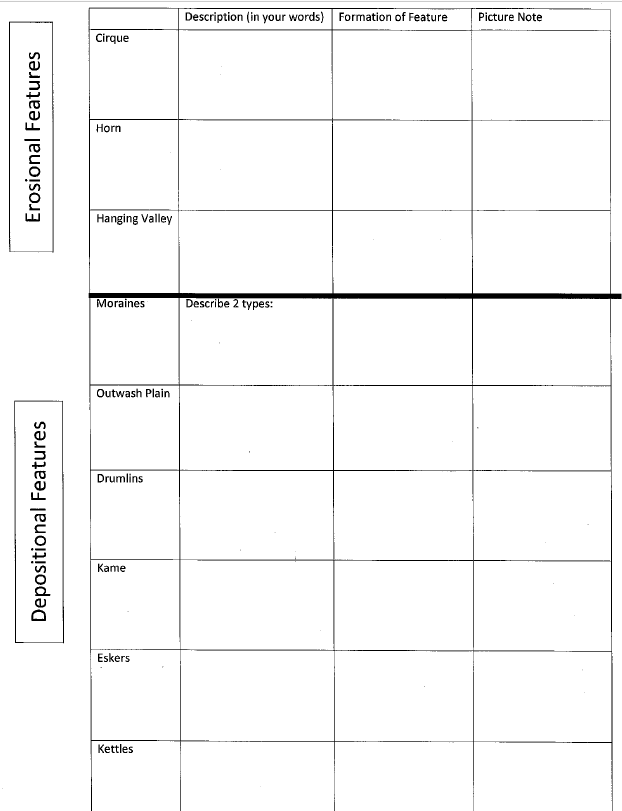 Description (in your words) Formation of Feature Picture Note
Erosional Features
Cirque
Horn
Hanging Valley
Moraines Describe 2 types:
Depositional Features
Outwash Plain
Drumlins
Kame
Eskers
Kettles